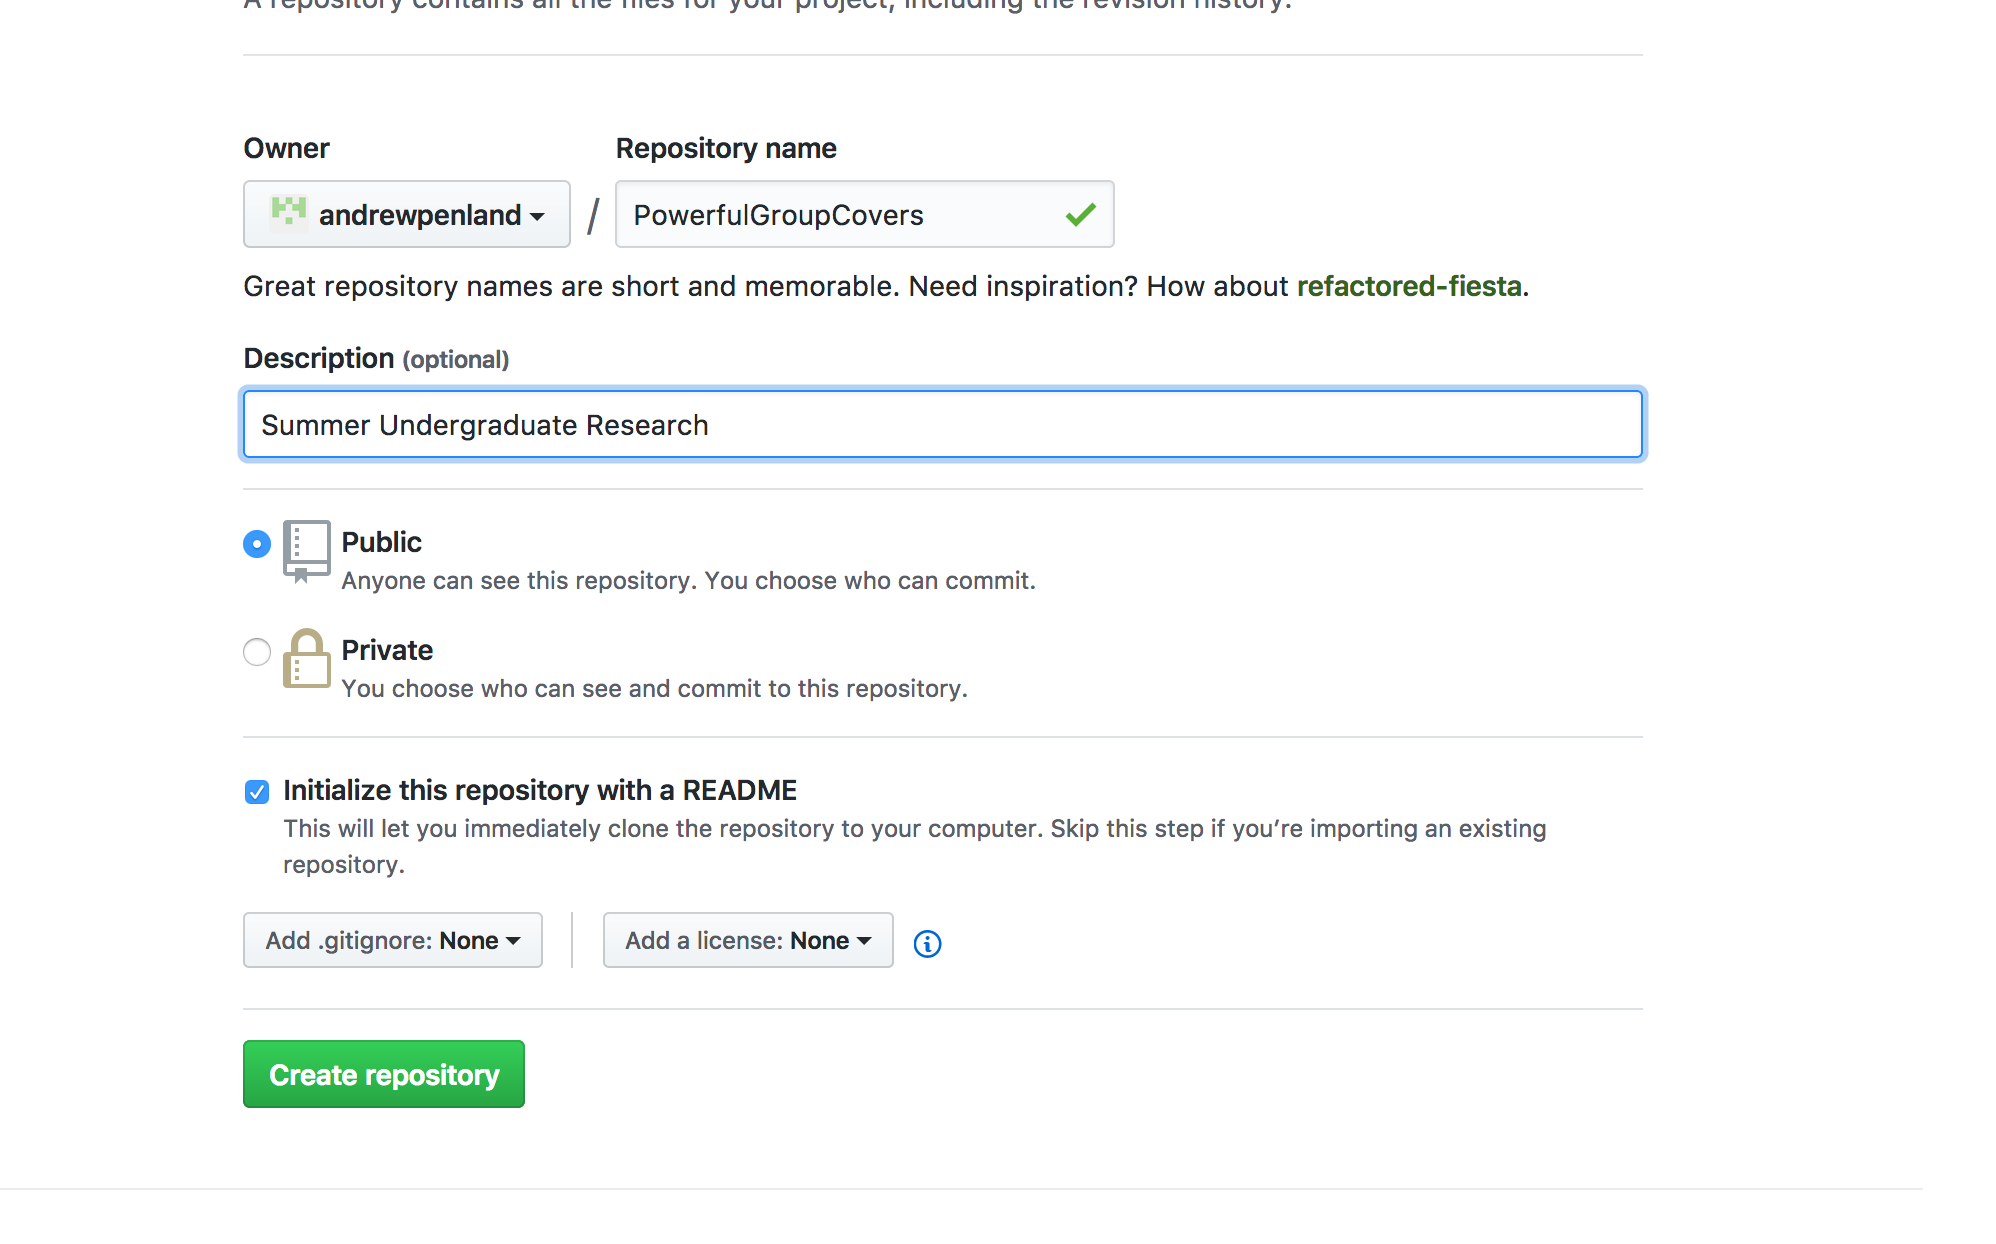 A repository contains all the files for your project, including the revision history.
Owner
Repository name
andrewpenland / PowerfulGroupCovers
Great repository names are short and memorable. Need inspiration? How about refactored-fiesta.
Description (optional)
Summer Undergraduate Research
Public
Anyone can see this repository. You choose who can commit.
Private
You choose who can see and commit to this repository.
Initialize this repository with a README
This will let you immediately clone the repository to your computer. Skip this step if you’re importing an existing
repository.
Add .gitignore: None
Add a license: None
Create repository